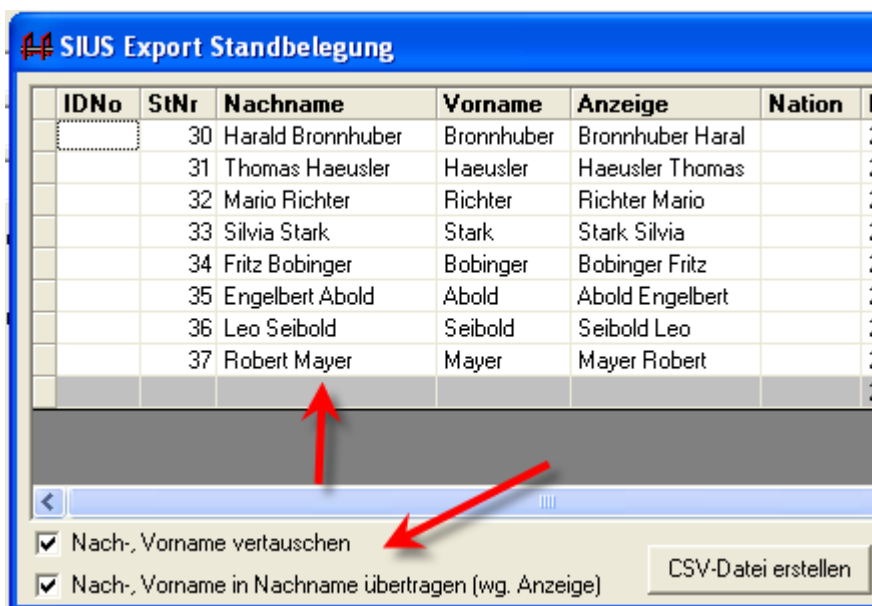 SIUS Export Standbelegung
IDNo StNr Nachname Vorname Anzeige Nation
30 Harald Bronnhuber Bronnhuber Bronnhuber Haral
31 Thomas Haeusler Haeusler Haeusler Thomas
32 Mario Richter Richter Richter Mario
33 Silvia Stark Stark Stark Silvia
34 Fritz Bobinger Bobinger Bobinger Fritz
35 Engelbert Abold Abold Abold Engelbert
36 Leo Seibold Seibold Seibold Leo
37 Robert Mayer Mayer Mayer Robert
Nach-, Vorname vertauschen
Nach-, Vorname in Nachname übertragen (wg. Anzeige)
CSV-Datei erstellen